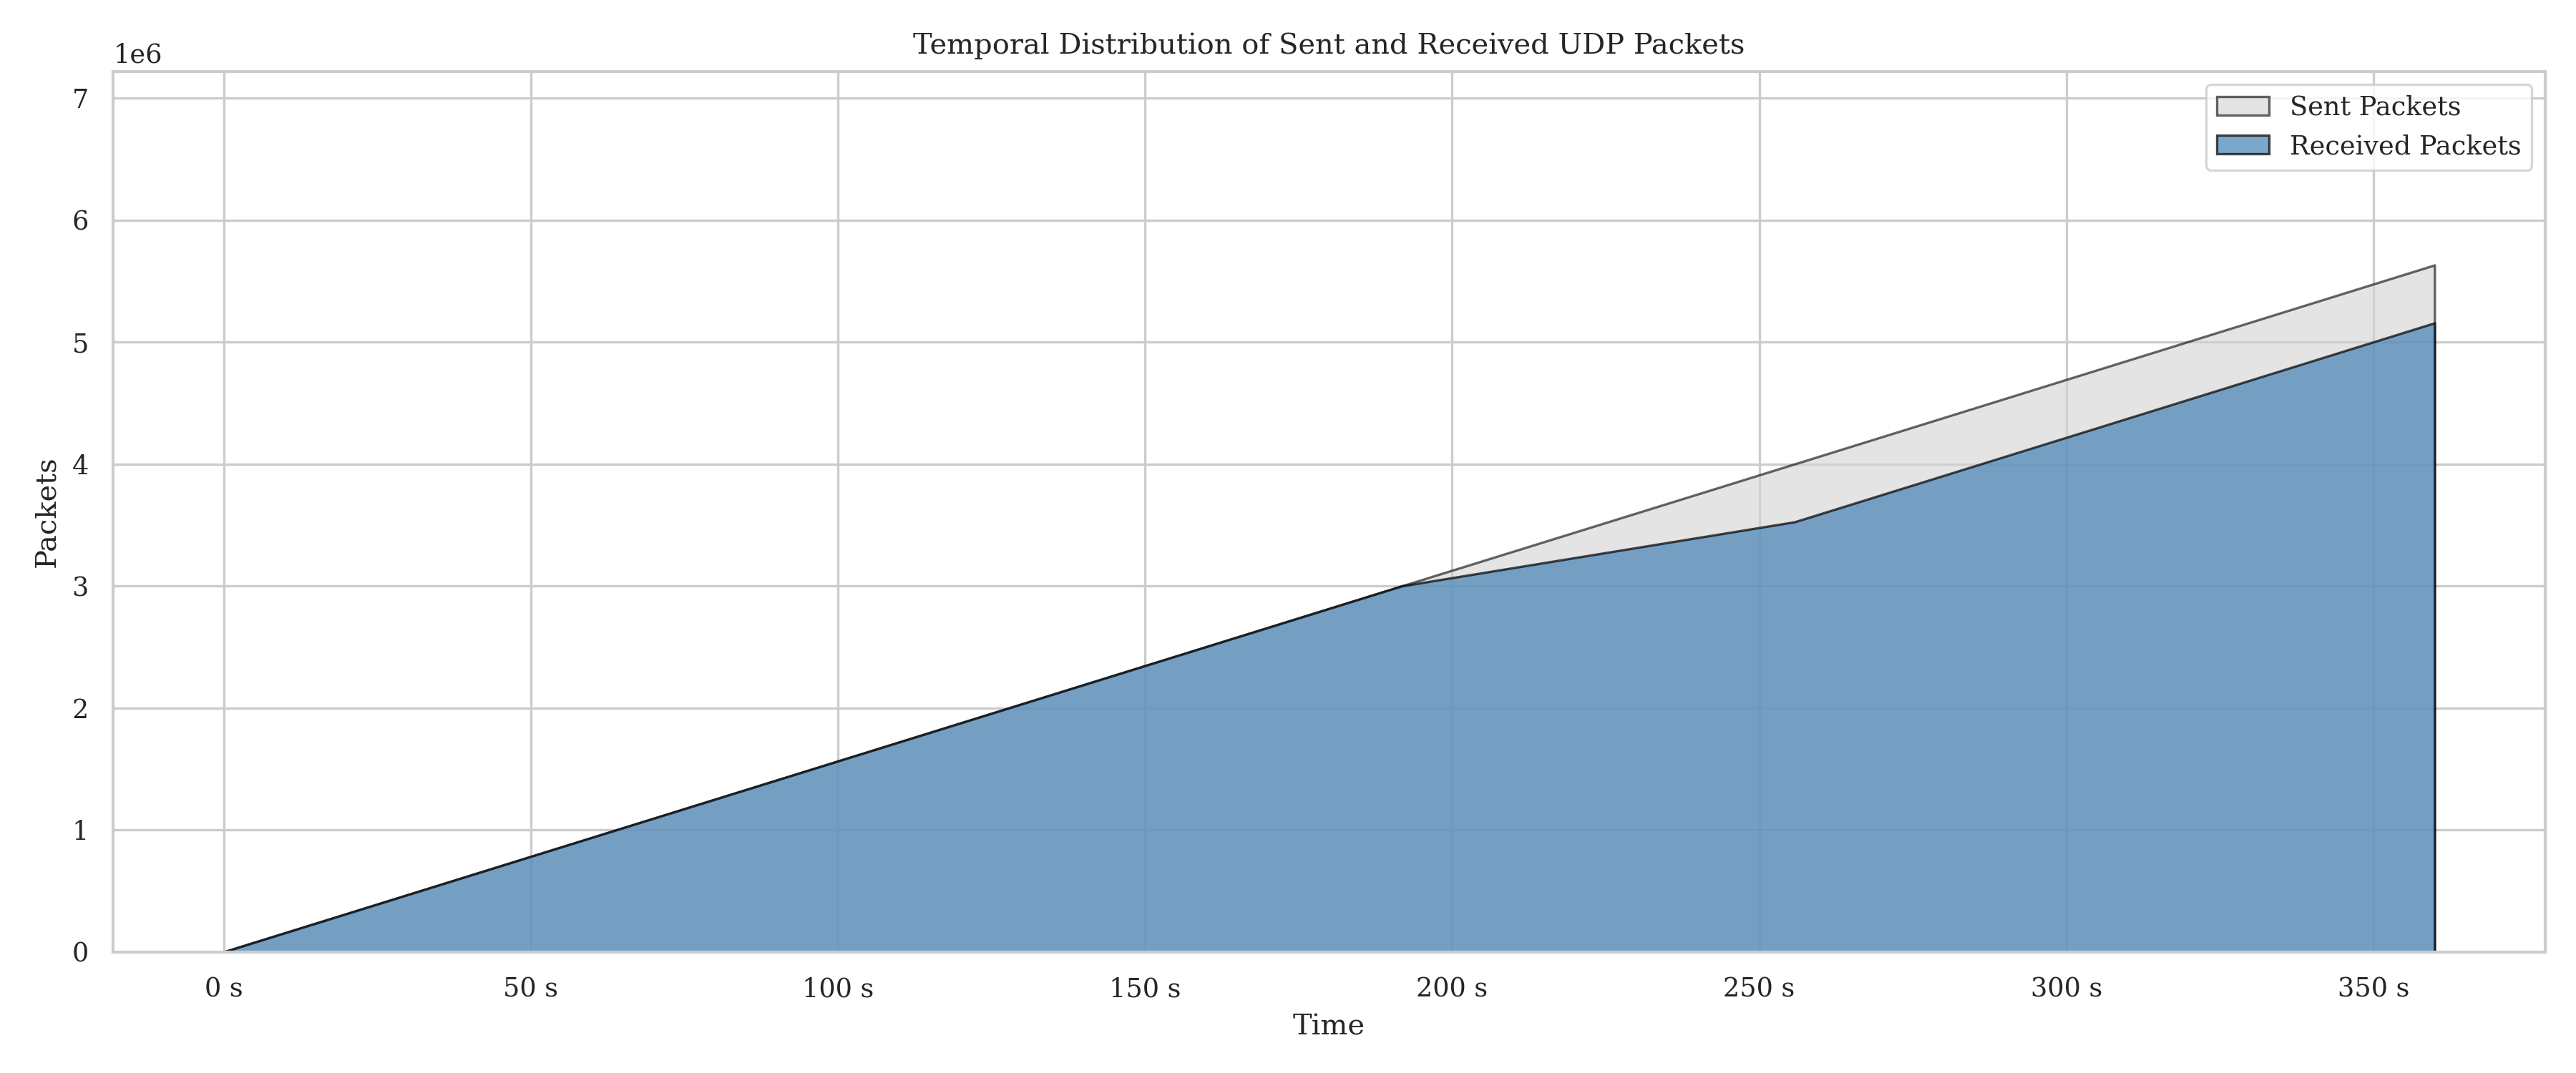 Temporal Distribution of Sent and Received UDP Packets
1e6
Sent Packets
Received Packets
7
6
5
4
3
2
1
0
Packets
0 s
50 s
100 s
150 s
200 s
250 s
300 s
350 s
Time